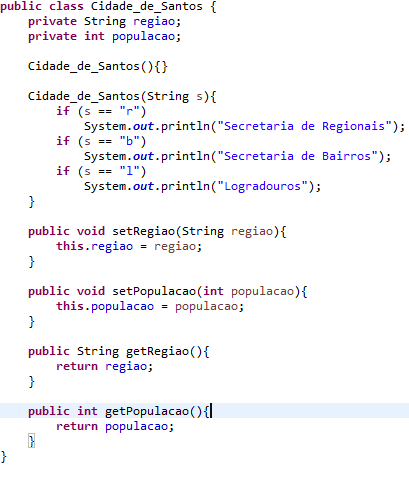 public class Cidade_de_Santos {
private String regiao;
private int populacao;
Cidade_de_Santos(){}
Cidade_de_Santos(String s){
if (s == "r")
System.out.println("Secretaria de Regionais");
if (s == "b")
System.out.println("Secretaria de Bairros");
if (s == "l")
System.out.println("Logradouros");
}
public void setRegiao(String regiao){
this.regiao = regiao;
}
public void setPopulacao(int populacao){
this.populacao = populacao;
}
public String getRegiao(){
return regiao;
}
public int getPopulacao(){
return populacao;
}
}